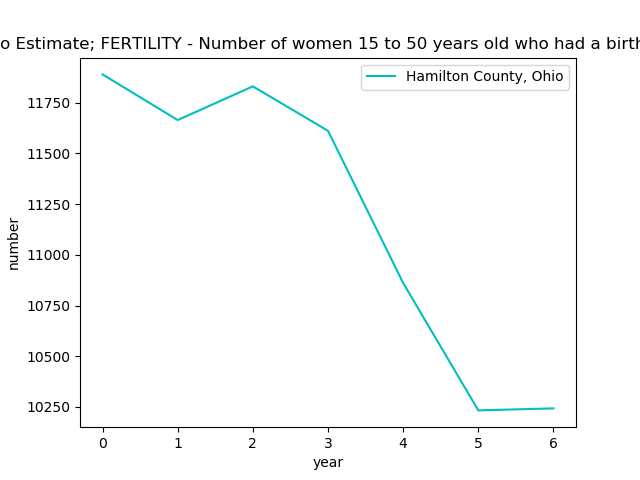 o Estimate; FERTILITY - Number of women 15 to 50 years old who had a birth
Hamilton County, Ohio
number
11750
11500
11250
11000
10750
10500
10250
0 1 2 3 4 5 6
year